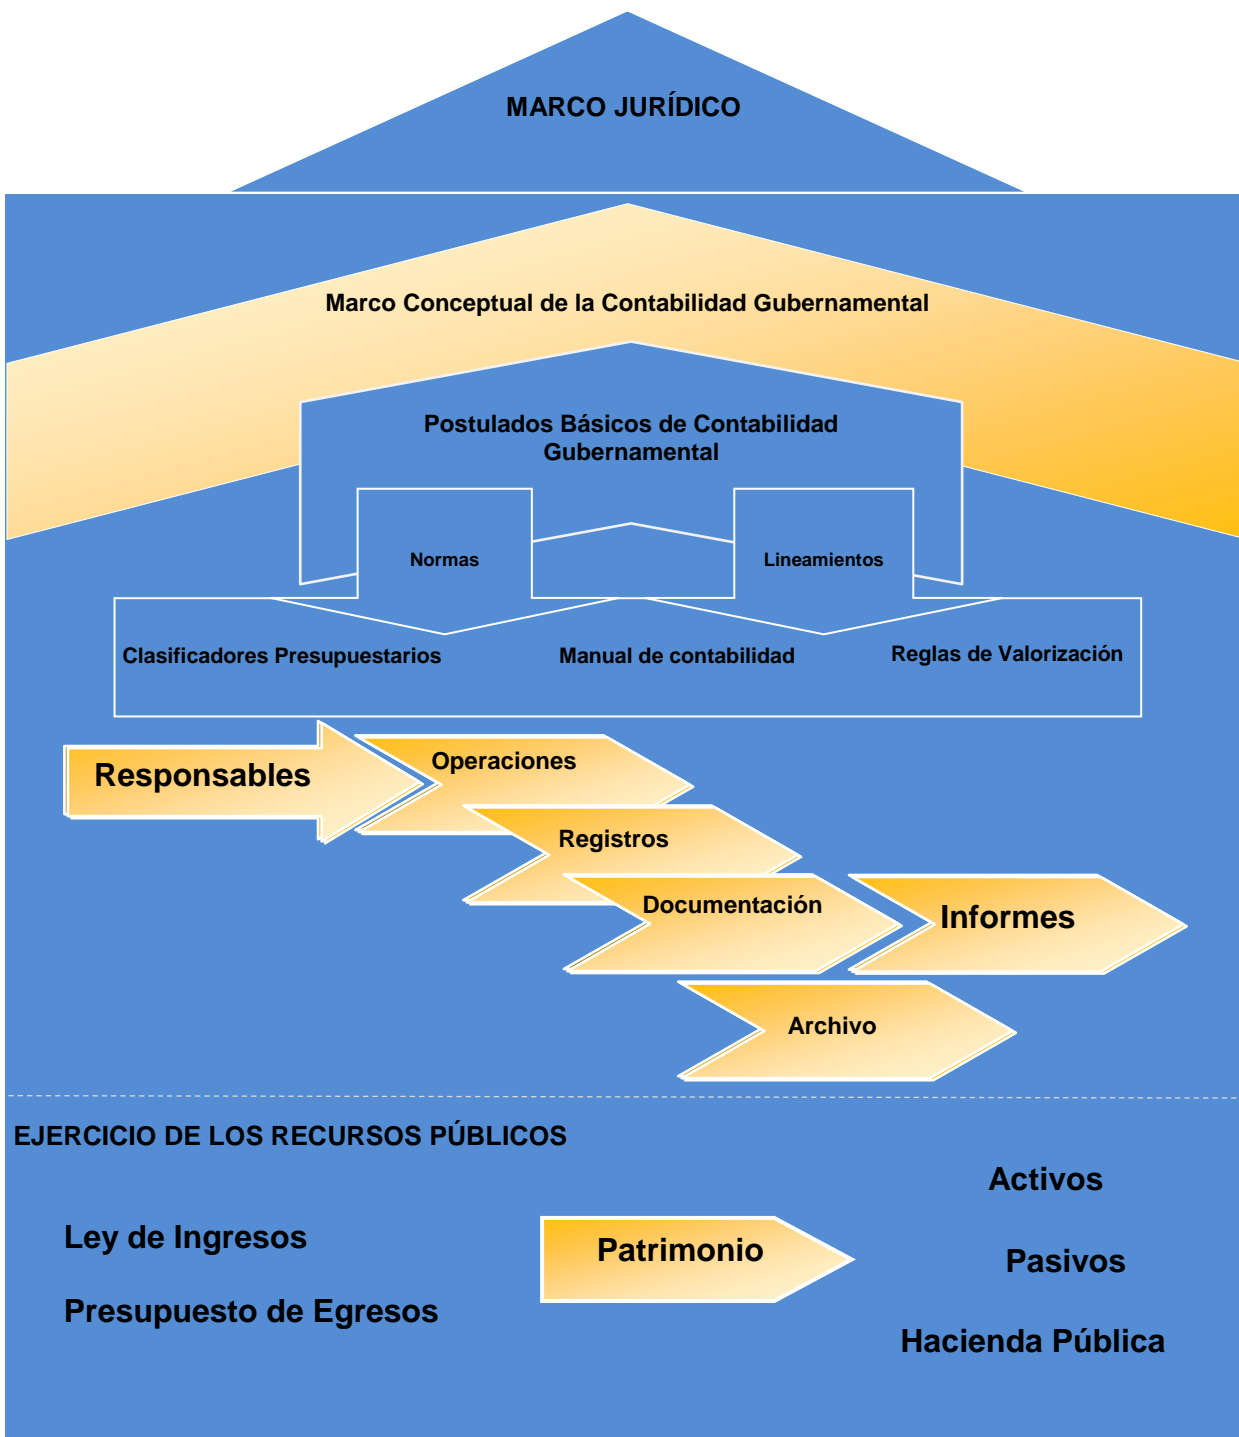 MARCO JURÍDICO
Marco Conceptual de la Contabilidad Gubernamental
Postulados Básicos de Contabilidad
Gubernamental
Normas
Lineamientos
Clasificadores Presupuestarios
Manual de contabilidad
Reglas de Valorización
Responsables
Operaciones
Registros
Documentación
Informes
Archivo
EJERCICIO DE LOS RECURSOS PÚBLICOS
Ley de Ingresos
Presupuesto de Egresos
Patrimonio
Activos
Pasivos
Hacienda Pública